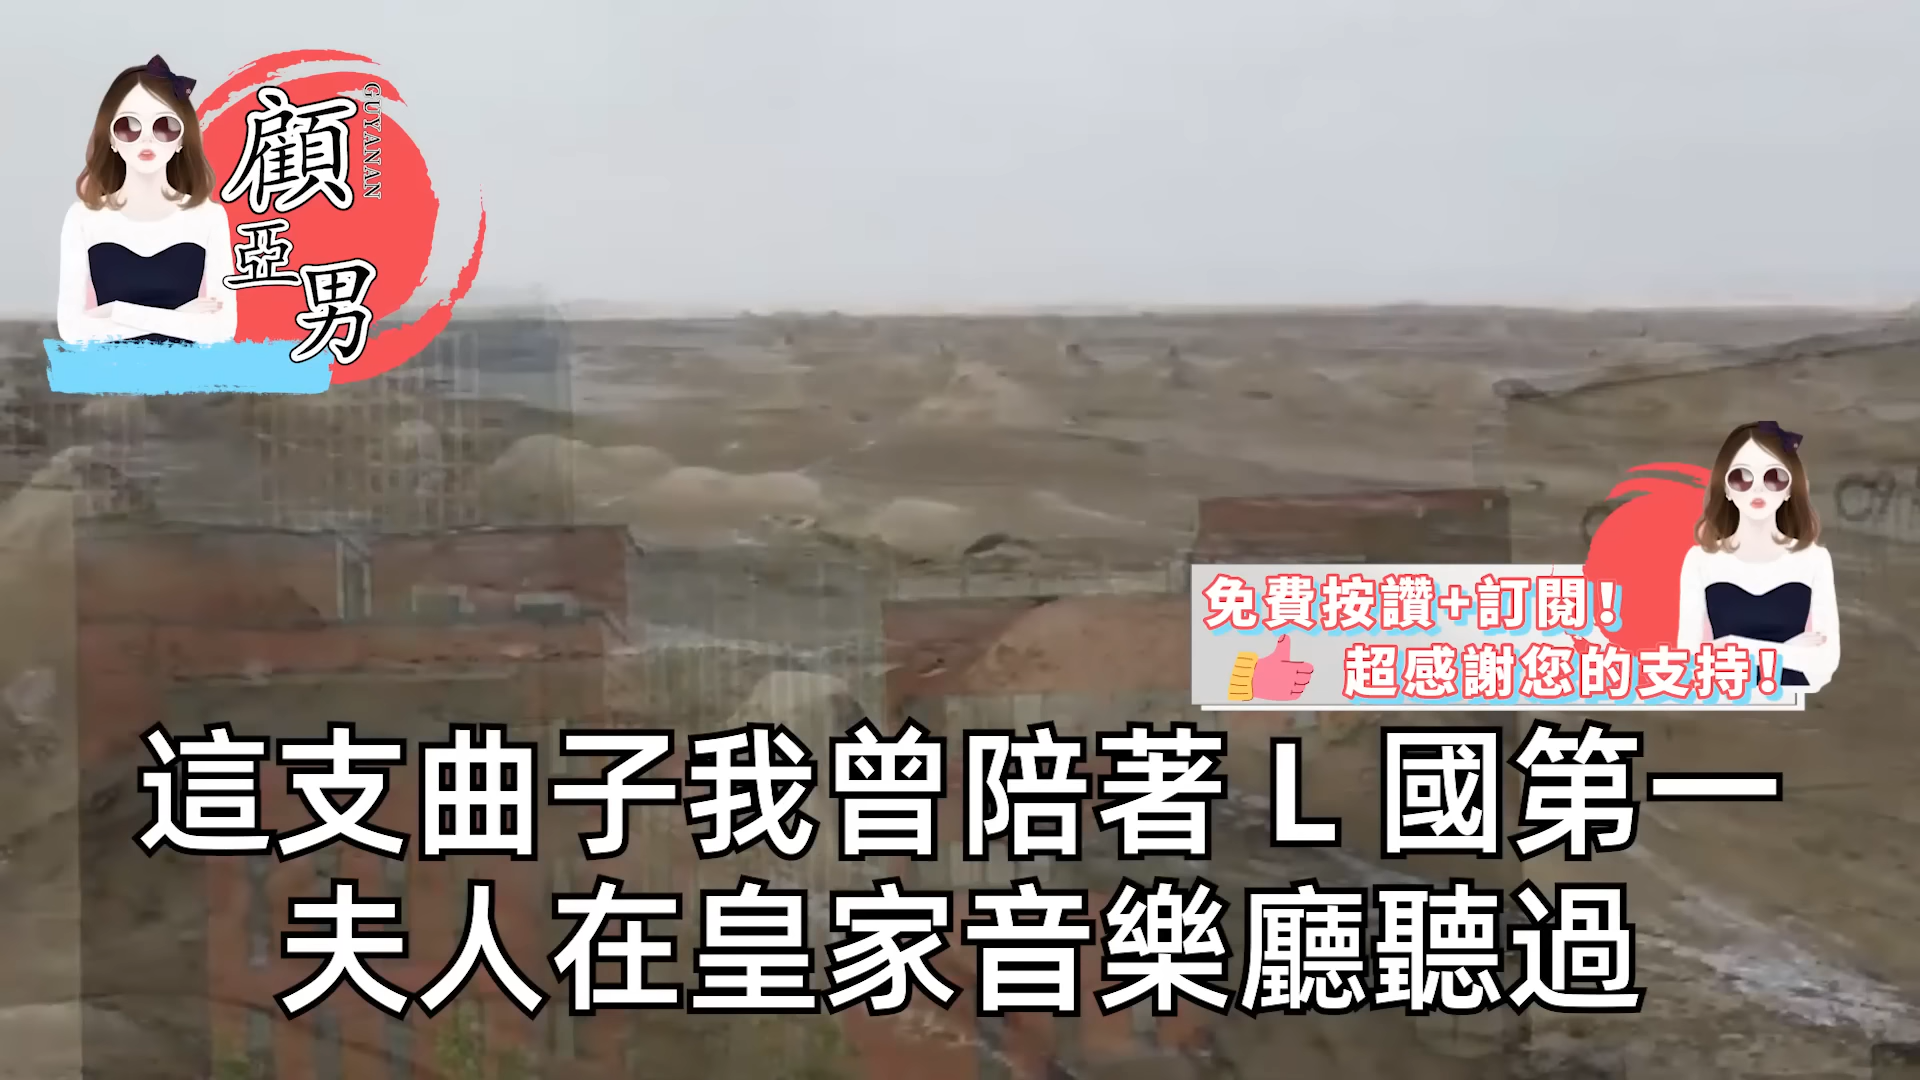 顧亞男
GUYANAN
免費按讚+訂閱!
超感謝您的支持!
這支曲子我曾陪著 L 國第一
夫人在皇家音樂廳聽過